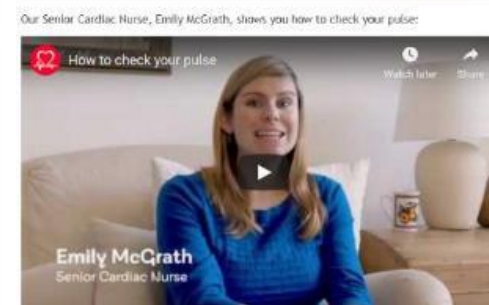 Our Senior Cardiac Nurse, Emily McGrath, shows you how to check your pulse:
How to check your pulse
Watch later
Share
Emily McGrath
Senior Cardiac Nurse